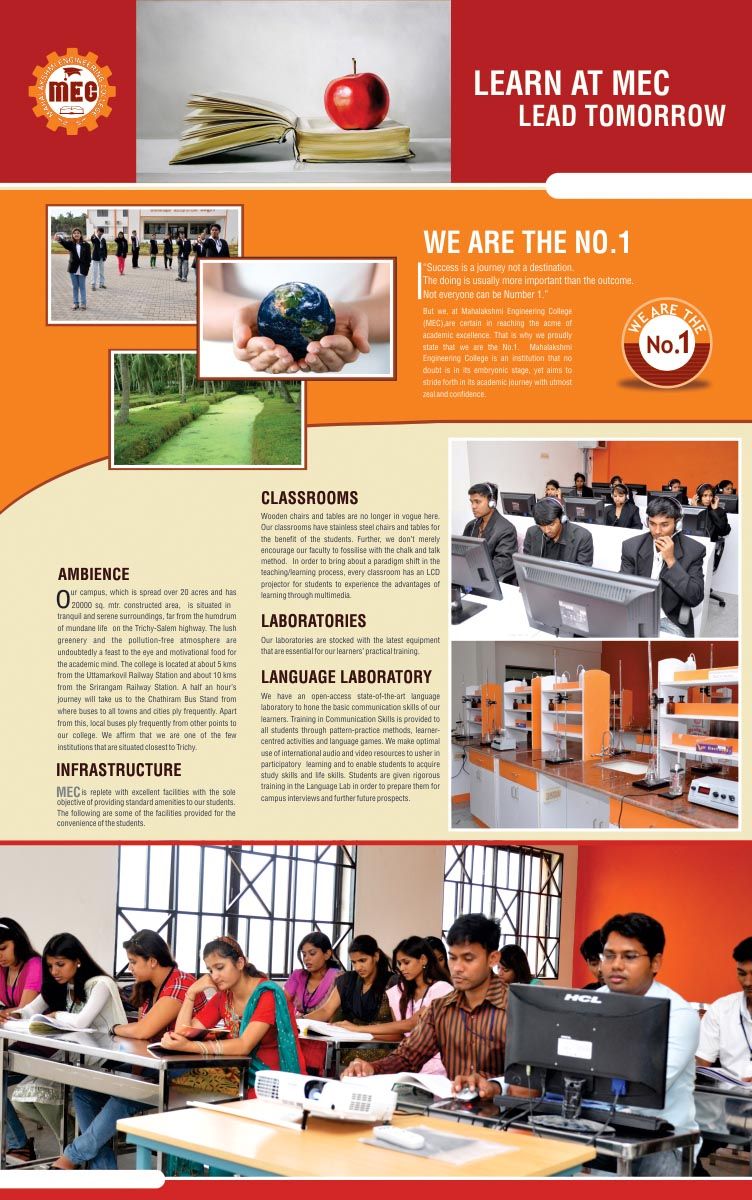 MAHALAKSHMI ENGINEERING COLLEGE
MEC
LEARN AT MEC
LEAD TOMORROW
WE ARE THE NO.1
"Success is a journey not a destination.
The doing is usually more important than the outcome.
Not everyone can be Number 1."
But we, at Mahalakshmi Engineering College
(MEC),are certain in reaching the acme of
academic excellence. That is why we proudly
state that we are the No.1. Mahalakshmi
Engineering College is an institution that no
doubt is in its embryonic stage, yet aims to
stride forth in its academic journey with utmost
zeal and confidence.
WE ARE THE
No.1
AMBIENCE
Our campus, which is spread over 20 acres and has
20000 sq. mtr. constructed area, is situated in
tranquil and serene surroundings, far from the humdrum
of mundane life on the Trichy-Salem highway. The lush
greenery and the pollution-free atmosphere are
undoubtedly a feast to the eye and motivational food for
the academic mind. The college is located at about 5 kms
from the Uttamarkovil Railway Station and about 10 kms
from the Srirangam Railway Station. A half an hour's
journey will take us to the Chathiram Bus Stand from
where buses to all towns and cities ply frequently. Apart
from this, local buses ply frequently from other points to
our college. We affirm that we are one of the few
institutions that are situated closest to Trichy.
INFRASTRUCTURE
MEC is replete with excellent facilities with the sole
objective of providing standard amenities to our students.
The following are some of the facilities provided for the
convenience of the students.
CLASSROOMS
Wooden chairs and tables are no longer in vogue here.
Our classrooms have stainless steel chairs and tables for
the benefit of the students. Further, we don't merely
encourage our faculty to fossilise with the chalk and talk
method. In order to bring about a paradigm shift in the
teaching/learning process, every classroom has an LCD
projector for students to experience the advantages of
learning through multimedia.
LABORATORIES
Our laboratories are stocked with the latest equipment
that are essential for our learners' practical training.
LANGUAGE LABORATORY
We have an open-access state-of-the-art language
laboratory to hone the basic communication skills of our
learners. Training in Communication Skills is provided to
all students through pattern-practice methods, learner-
centred activities and language games. We make optimal
use of international audio and video resources to usher in
participatory learning and to enable students to acquire
study skills and life skills. Students are given rigorous
training in the Language Lab in order to prepare them for
campus interviews and further future prospects.
HCL